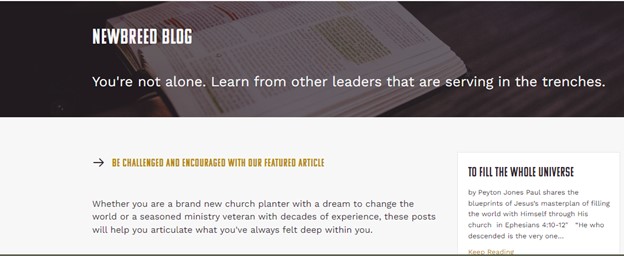 NEWBREED BLOG
You're not alone. Learn from other leaders that are serving in the trenches.
→ BE CHALLENGED AND ENCOURAGED WITH OUR FEATURED ARTICLE
Whether you are a brand new church planter with a dream to change the
world or a seasoned ministry veteran with decades of experience, these posts
will help you articulate what you've always felt deep within you.
TO FILL THE WHOLE UNIVERSE
by Peyton Jones Paul shares the
blueprints of Jesus's masterplan of filling
the world with Himself through His
church  in Ephesians 4:10-12"   "He who
descended is the very one...
Keep Reading